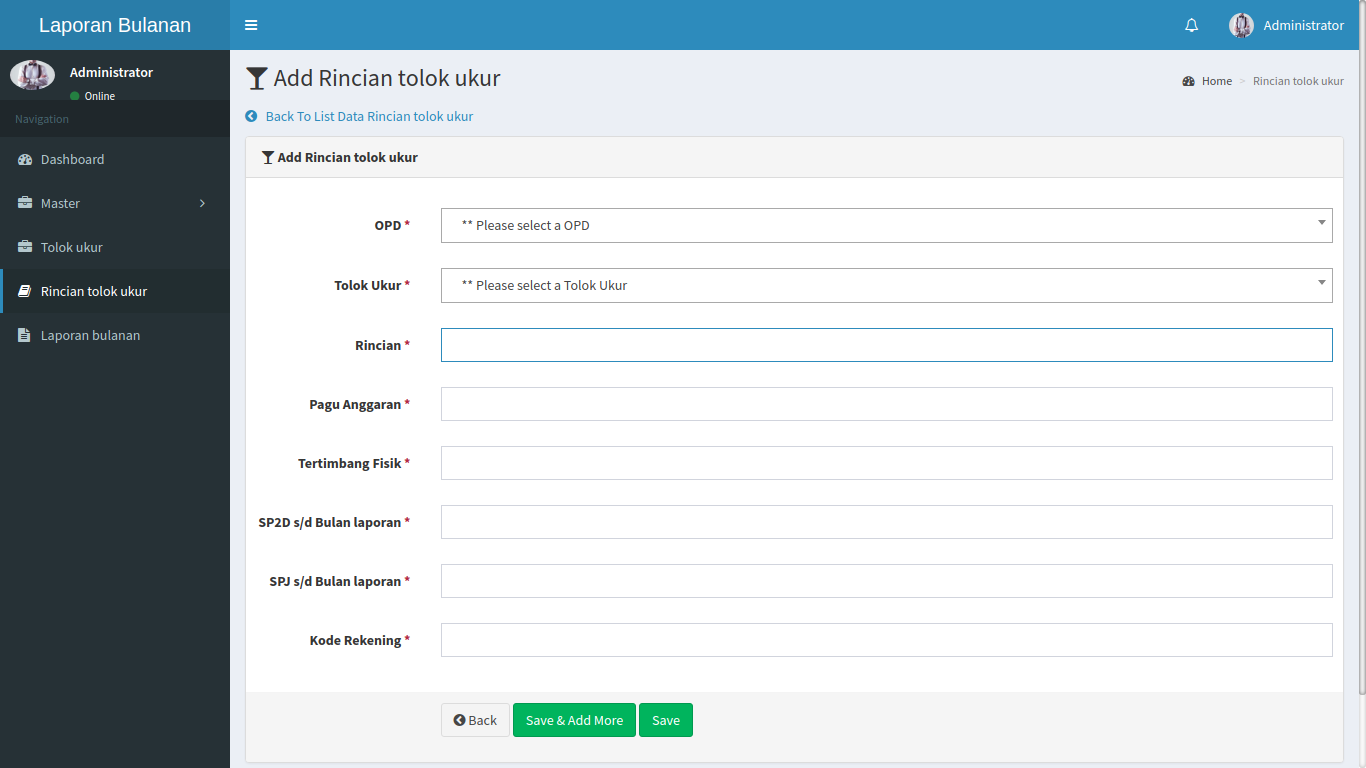 Laporan Bulanan
Administrator
Administrator
Online
Navigation
Dashboard
Master
Tolok ukur
Rincian tolok ukur
Laporan bulanan
Add Rincian tolok ukur
Home > Rincian tolok ukur
Back To List Data Rincian tolok ukur
Add Rincian tolok ukur
OPD *
** Please select a OPD
Tolok Ukur *
** Please select a Tolok Ukur
Rincian *
Pagu Anggaran *
Tertimbang Fisik *
SP2D s/d Bulan laporan *
SPJ s/d Bulan laporan *
Kode Rekening *
Back
Save & Add More
Save